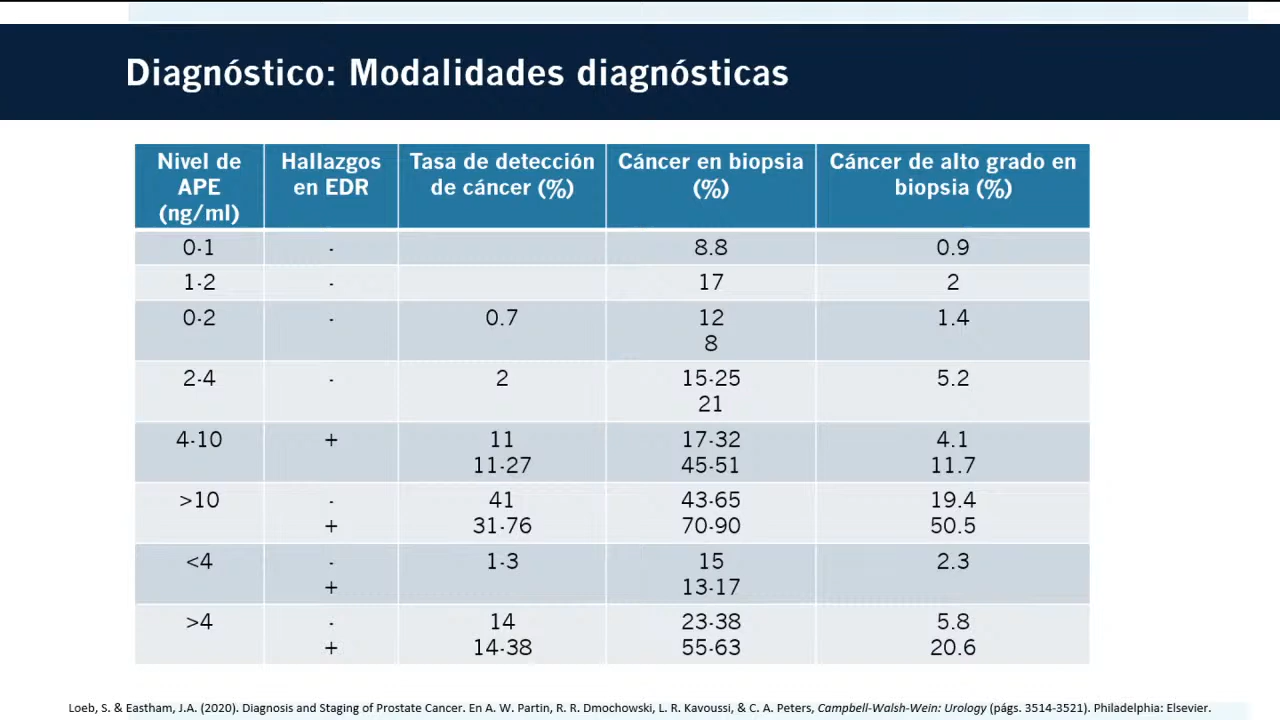 Diagnóstico: Modalidades diagnósticas
Nivel de APE (ng/ml) Hallazgos en EDR Tasa de detección de cáncer (%) Cáncer en biopsia (%) Cáncer de alto grado en biopsia (%)
0-1 - 8.8 0.9
1-2 - 17 2
0-2 - 0.7 12 1.4
8
2-4 - 2 15-25 5.2
21
4-10 + 11 17-32 4.1
11-27 45-51 11.7
>10 - 41 43-65 19.4
+ 31-76 70-90 50.5
<4 - 1-3 15 2.3
+ 13-17
>4 - 14 23-38 5.8
+ 14-38 55-63 20.6
Loeb, S. & Eastham, J.A. (2020). Diagnosis and Staging of Prostate Cancer. En A. W. Partin, R. R. Dmochowski, L. R. Kavoussi, & C. A. Peters, Campbell-Walsh-Wein: Urology (págs. 3514-3521). Philadelphia: Elsevier.